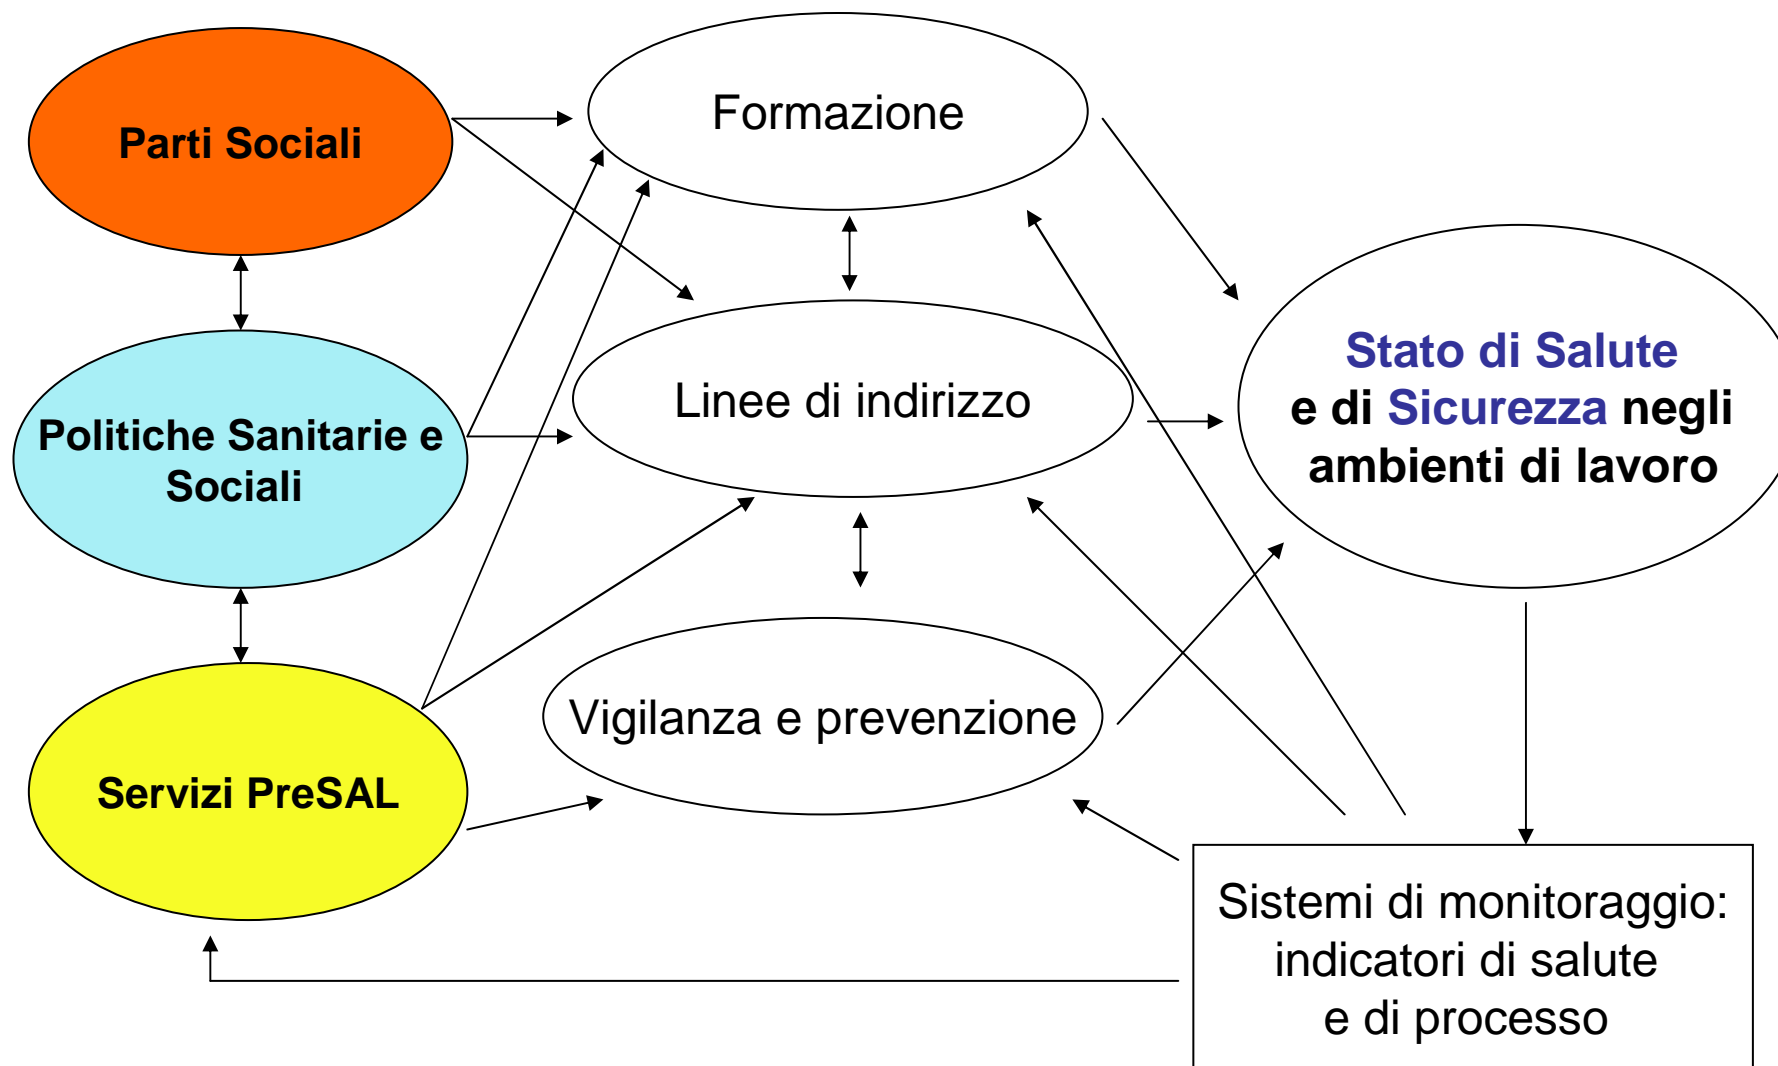 Parti Sociali
Formazione
Politiche Sanitarie e
Sociali
Linee di indirizzo
Stato di Salute
e di Sicurezza negli
ambienti di lavoro
Servizi PreSAL
Vigilanza e prevenzione
Sistemi di monitoraggio:
indicatori di salute
e di processo